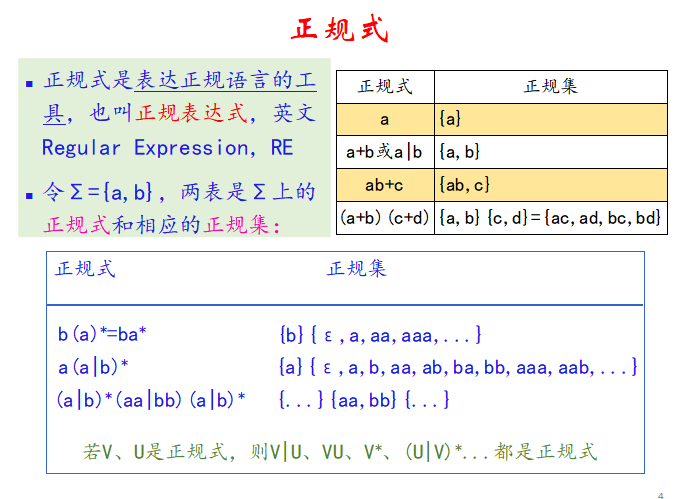 正规式
▪ 正规式是表达正规语言的工
具，也叫正规表达式，英文
Regular Expression，RE
▪ 令Σ={a,b}，两表是Σ上的
正规式和相应的正规集：
正规式 正规集
a {a}
a+b或a|b {a,b}
ab+c {ab,c}
(a+b)(c+d) {a,b}{c,d}={ac,ad,bc,bd}
正规式 正规集
b(a)*=ba* {b}{ε,a,aa,aaa,...}
a(a|b)* {a}{ε,a,b,aa,ab,ba,bb,aaa,aab,...}
(a|b)*(aa|bb)(a|b)* {...}{aa,bb}{...}
若V、U是正规式，则V|U、VU、V*、(U|V)*...都是正规式
4